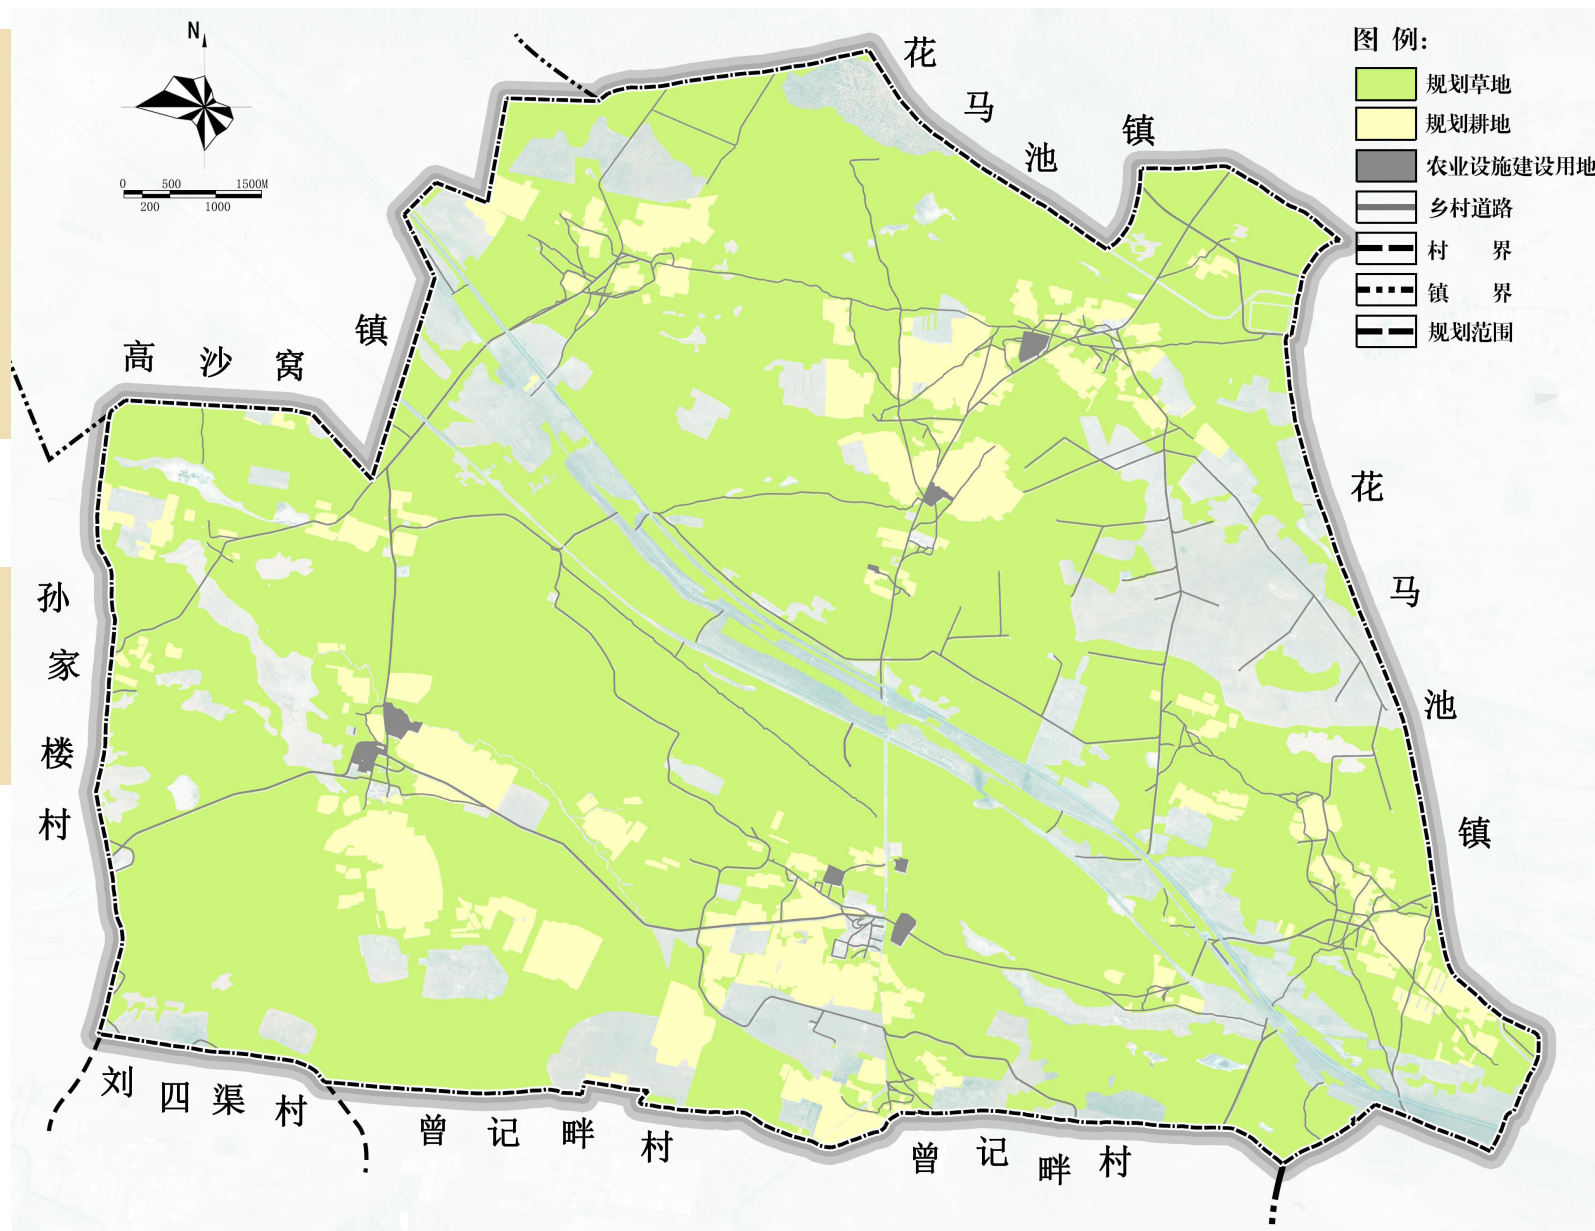 N
0 500 1500M
200 1000
图 例：
规划草地
规划耕地
农业设施建设用地
乡村道路
村 界
镇 界
规划范围
花马池镇
高沙窝镇
花马池镇
孙家楼村
刘四渠村
曾记畔村
曾记畔村